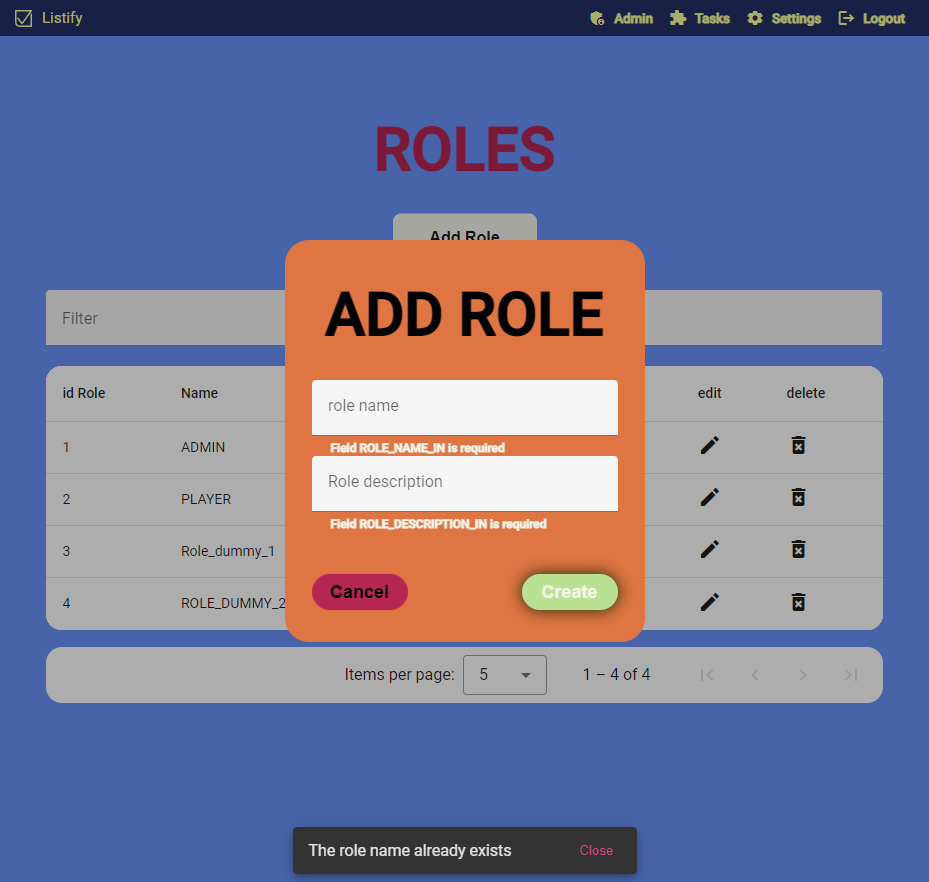 Listify Admin Tasks Settings Logout
ROLES
Add Role
Filter
ADD ROLE
role name
Field ROLE_NAME_IN is required
Role description
Field ROLE_DESCRIPTION_IN is required
Cancel Create
id Role Name edit delete
1 ADMIN
2 PLAYER
3 Role_dummy_1
4 ROLE_DUMMY_2
Items per page: 5 1 – 4 of 4
The role name already exists Close